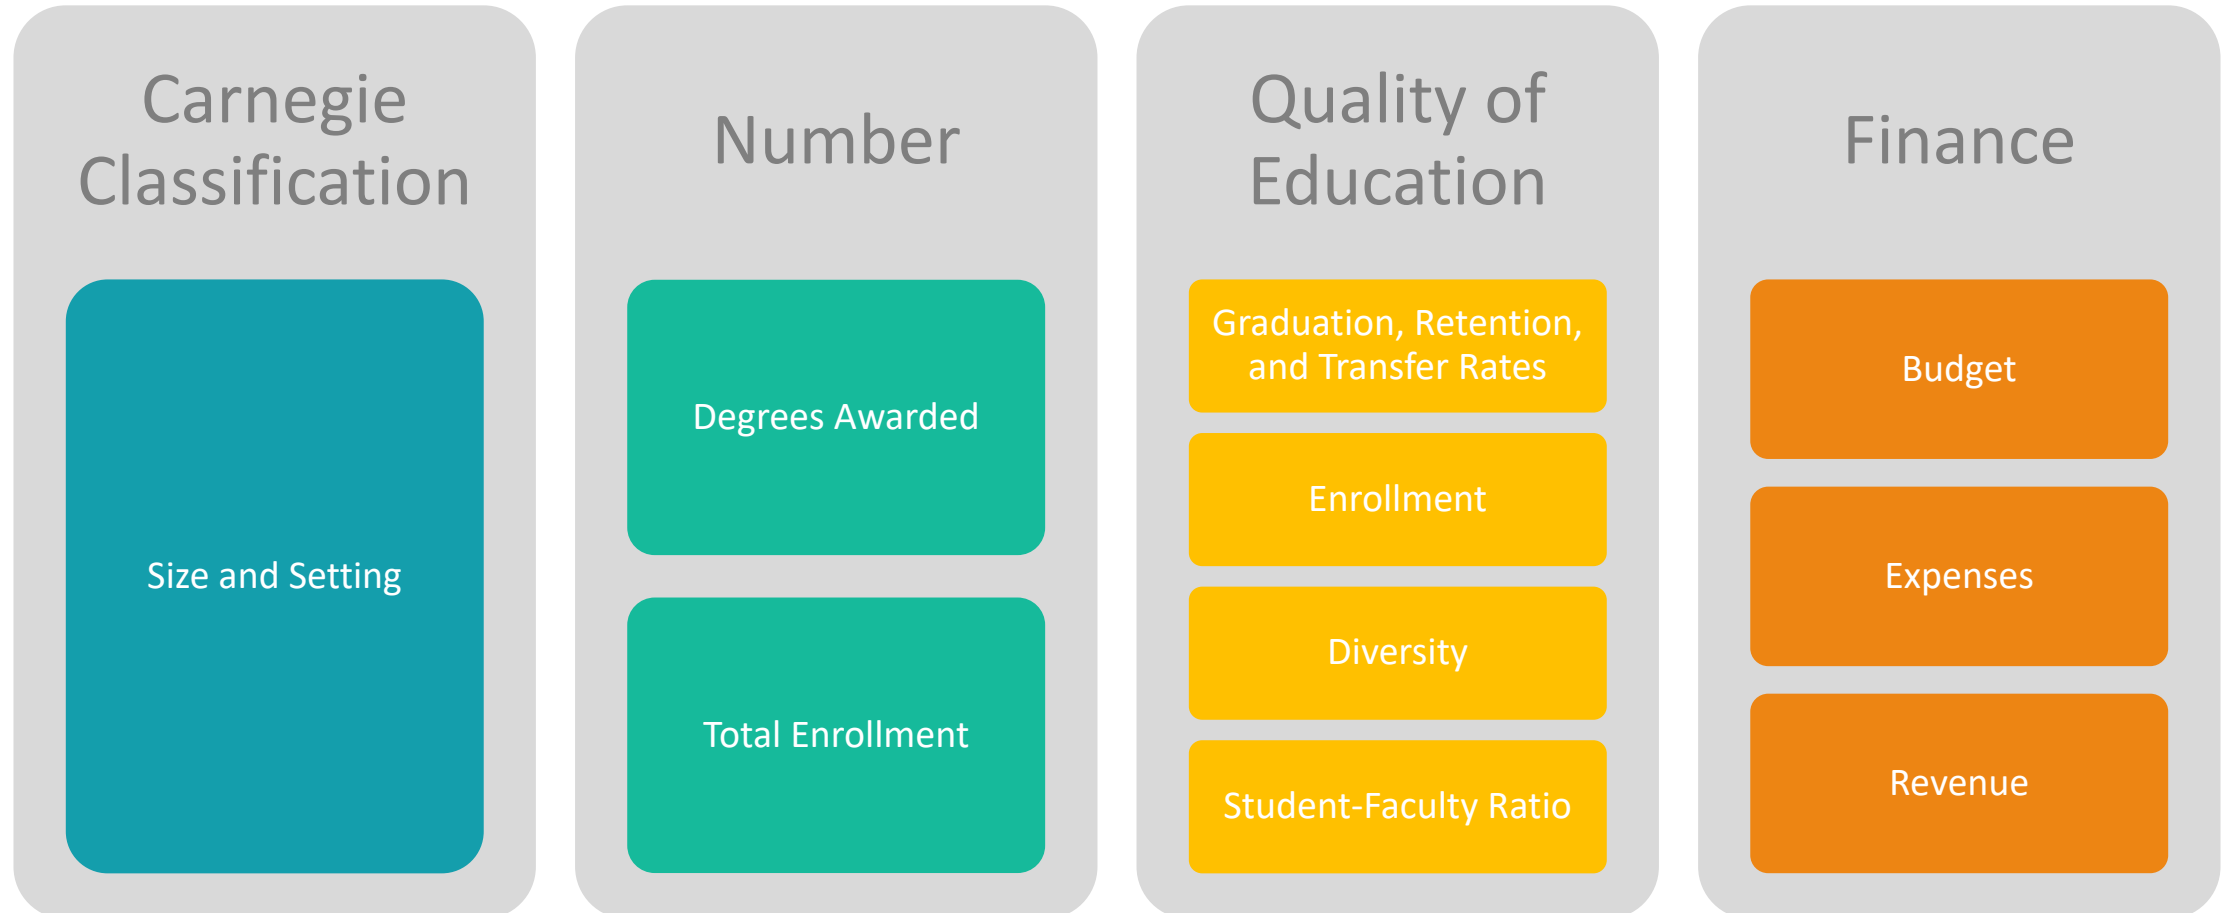 Carnegie
Classification
Size and Setting
Number
Degrees Awarded
Total Enrollment
Quality of
Education
Graduation, Retention,
and Transfer Rates
Enrollment
Diversity
Student-Faculty Ratio
Finance
Budget
Expenses
Revenue